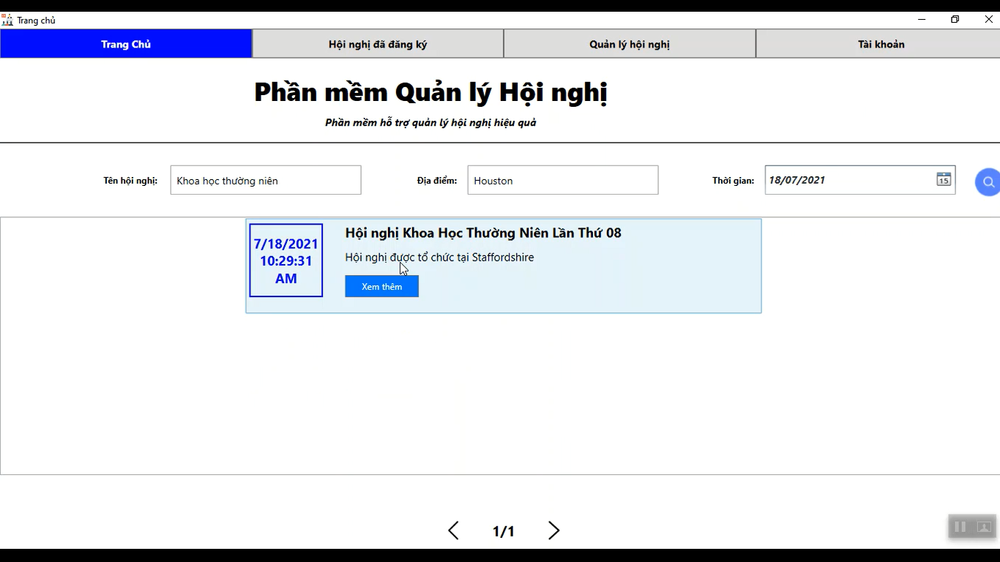 Trang chủ
Trang Chủ
Hội nghị đã đăng ký
Quản lý hội nghị
Tài khoản
Phần mềm Quản lý Hội nghị
Phần mềm hỗ trợ quản lý hội nghị hiệu quả
Tên hội nghị:
Khoa học thường niên
Địa điểm:
Houston
Thời gian:
18/07/2021
15
7/18/2021
10:29:31
AM
Hội nghị Khoa Học Thường Niên Lần Thứ 08
Hội nghị được tổ chức tại Staffordshire
Xem thêm
1/1